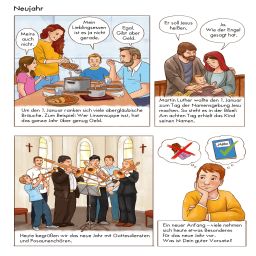 Neujahr
Meins
auch
nicht.
Mein
Lieblingsessen
ist es ja nicht
gerade.
Egal,
Gibt aber
Geld.
Er soll Jesus
heißen.
Ja.
Wie der Engel
gesagt hat.
Um den 1. Januar ranken sich viele abergläubische
Bräuche. Zum Beispiel: Wer Linsensuppe isst, hat
das ganze Jahr über genug Geld.
Martin Luther wollte den 1. Januar
zum Tag der Namensgebung Jesu
machen. So steht es in der Bibel:
Am achten Tag erhielt das Kind
seinen Namen.
Heute begrüßen wir das neue Jahr mit Gottesdiensten
und Posaunenchören.
Ein neuer Anfang – viele nehmen
sich heute etwas Besonderes
für das neue Jahr vor.
Was ist Dein guter Vorsatz?